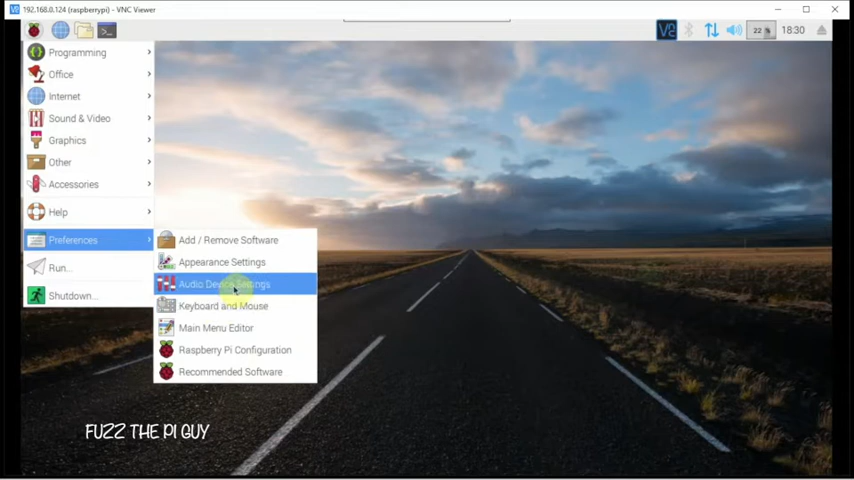 192.168.0.124 (raspberrypi) - VNC Viewer
22 %
18:30
Programming
Office
Internet
Sound & Video
Graphics
Other
Accessories
Help
Preferences
Run...
Shutdown...
Add / Remove Software
Appearance Settings
Audio Device Settings
Keyboard and Mouse
Main Menu Editor
Raspberry Pi Configuration
Recommended Software
FUZZ THE PI GUY